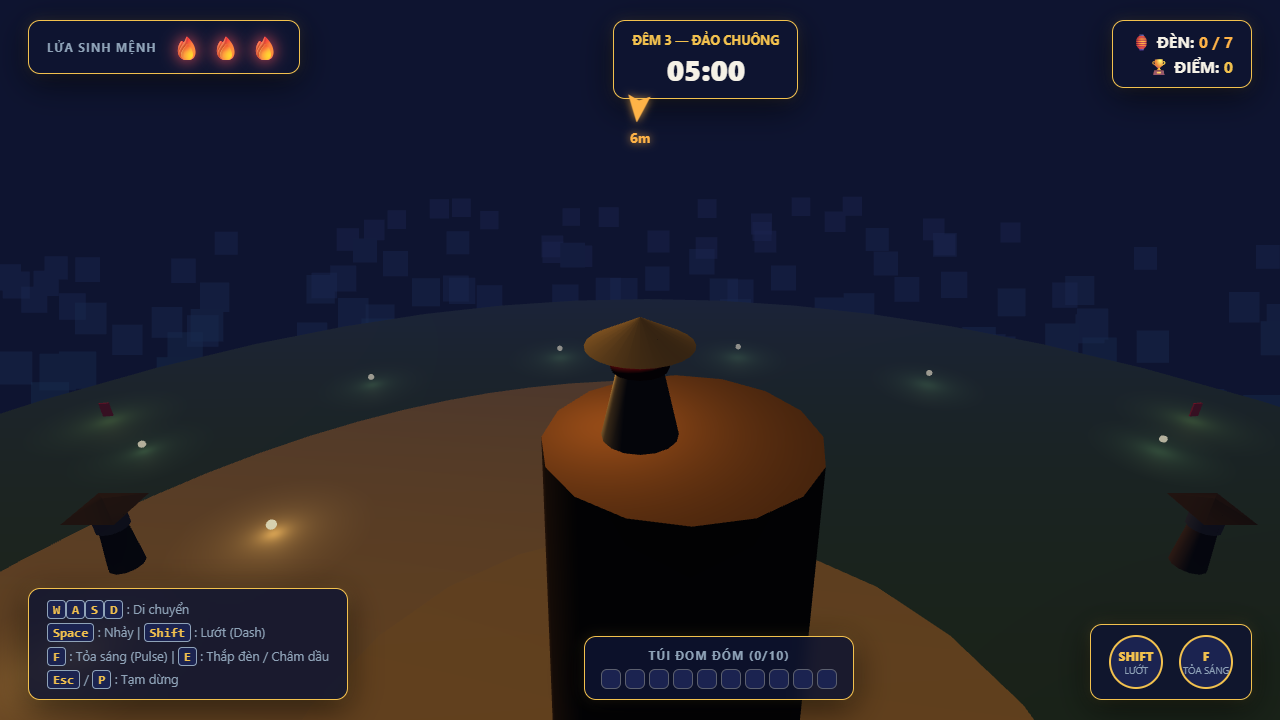 LỬA SINH MỆNH
ĐÊM 3 — ĐẢO CHUÔNG
05:00
6m
ĐÈN: 0 / 7
ĐIỂM: 0
W A S D : Di chuyển
Space : Nhảy | Shift : Lướt (Dash)
F : Tỏa sáng (Pulse) | E : Thắp đèn / Châm dầu
Esc / P : Tạm dừng
TÚI ĐOM ĐÓM (0/10)
SHIFT
LƯỚT
F
TỎA SÁNG